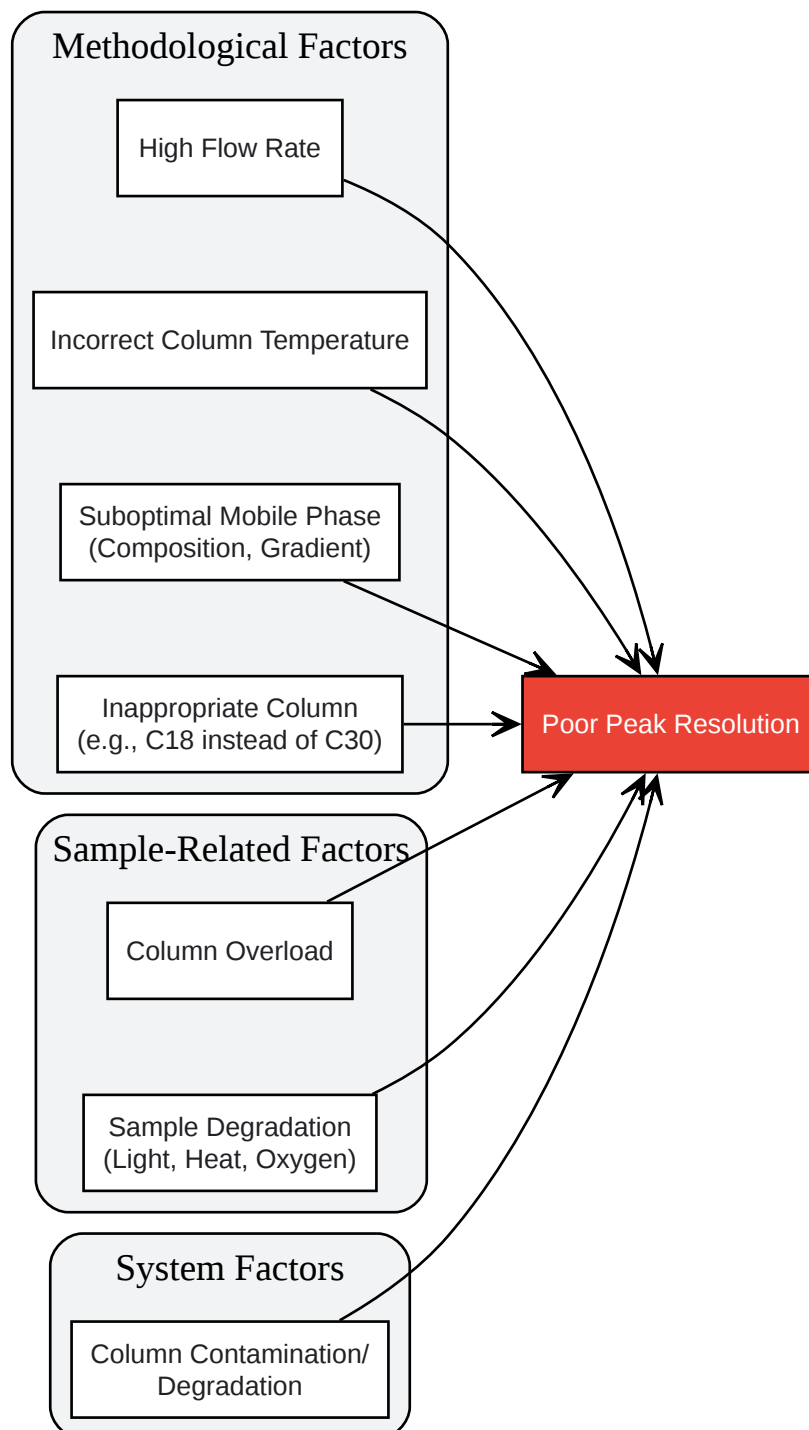 Methodological Factors
High Flow Rate
Incorrect Column Temperature
Suboptimal Mobile Phase
(Composition, Gradient)
Inappropriate Column
(e.g., C18 instead of C30)
Poor Peak Resolution
Sample-Related Factors
Column Overload
Sample Degradation
(Light, Heat, Oxygen)
System Factors
Column Contamination/
Degradation